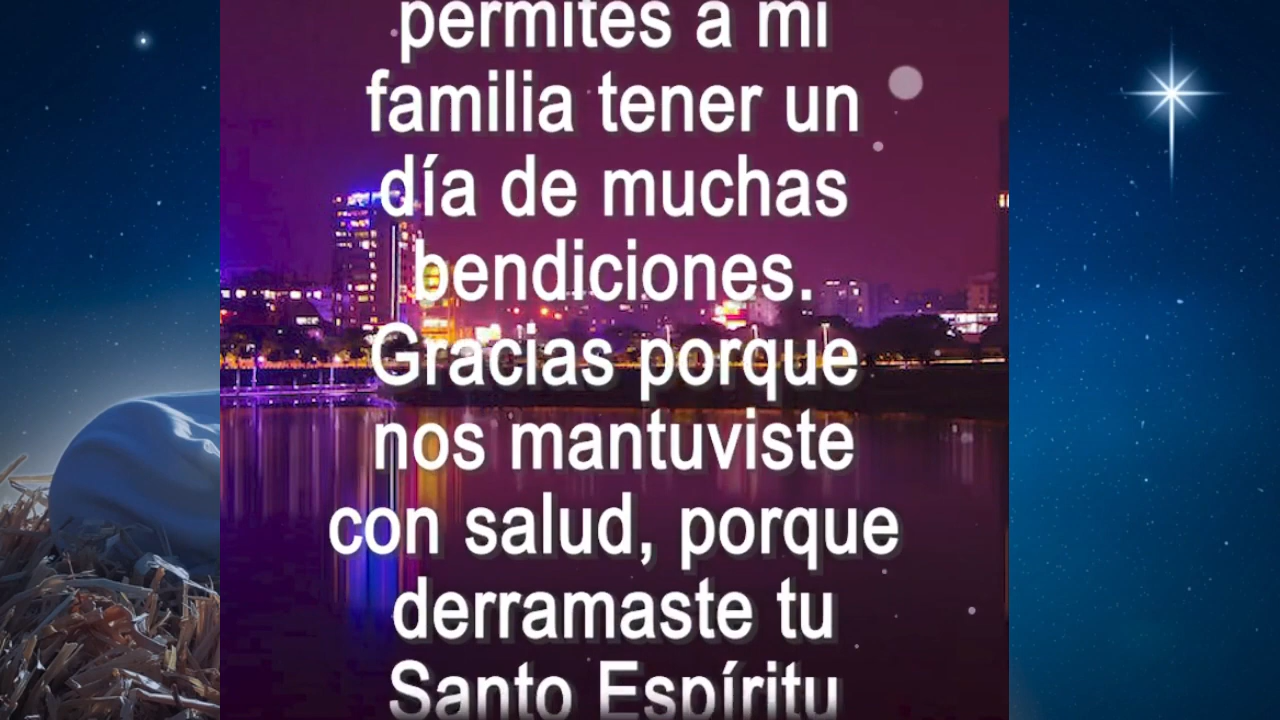 permites a mi
familia tener un
día de muchas
bendiciones.
Gracias porque
nos mantuviste
con salud, porque
derramaste tu
Santo Espíritu